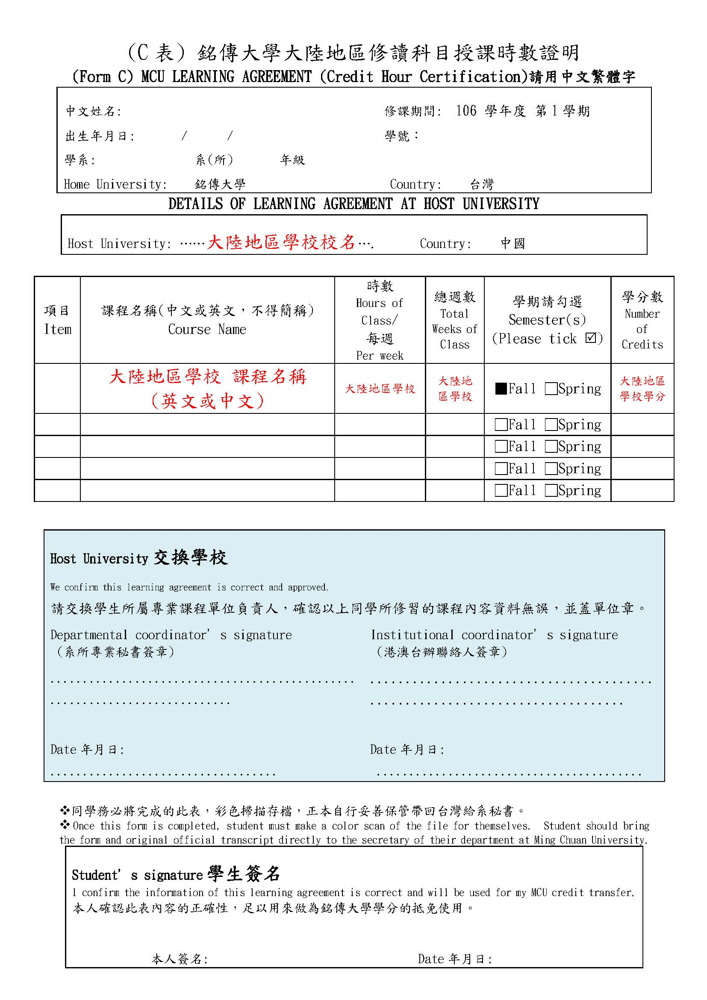 (C 表) 銘傳大學大陸地區修讀科目授課時數證明
(Form C) MCU LEARNING AGREEMENT (Credit Hour Certification)請用中文繁體字
中文姓名: 修課期間: 106 學年度 第1學期
出生年月日: / / 學號：
學系: 系(所) 年級
Home University: 銘傳大學 Country: 台灣
DETAILS OF LEARNING AGREEMENT AT HOST UNIVERSITY
Host University: ……大陸地區學校校名…. Country: 中國
項目
Item
課程名稱(中文或英文，不得簡稱)
Course Name
時數
Hours of
Class/
每週
Per week
總週數
Total
Weeks of
Class
學期請勾選
Semester(s)
(Please tick ☑)
學分數
Number
of
Credits
大陸地區學校 課程名稱
(英文或中文)
大陸地區學校
大陸地
區學校
■Fall □Spring
大陸地區
學校學分
□Fall □Spring
□Fall □Spring
□Fall □Spring
□Fall □Spring
Host University 交換學校
We confirm this learning agreement is correct and approved.
請交換學生所屬專業課程單位負責人，確認以上同學所修習的課程內容資料無誤，並蓋單位章。
Departmental coordinator’s signature Institutional coordinator’s signature
(系所專業秘書簽章) (港澳台辦聯絡人簽章)
.............................................. ......................................
........................... ..................................
Date 年月日: Date 年月日:
.................................. ........................................
❖同學務必將完成的此表，彩色掃描存檔，正本自行妥善保管帶回台灣給系秘書。
❖Once this form is completed, student must make a color scan of the file for themselves. Student should bring
the form and original official transcript directly to the secretary of their department at Ming Chuan University.
Student’s signature 學生簽名
I confirm the information of this learning agreement is correct and will be used for my MCU credit transfer.
本人確認此表內容的正確性，足以用來做為銘傳大學學分的抵免使用。
本人簽名: Date 年月日: